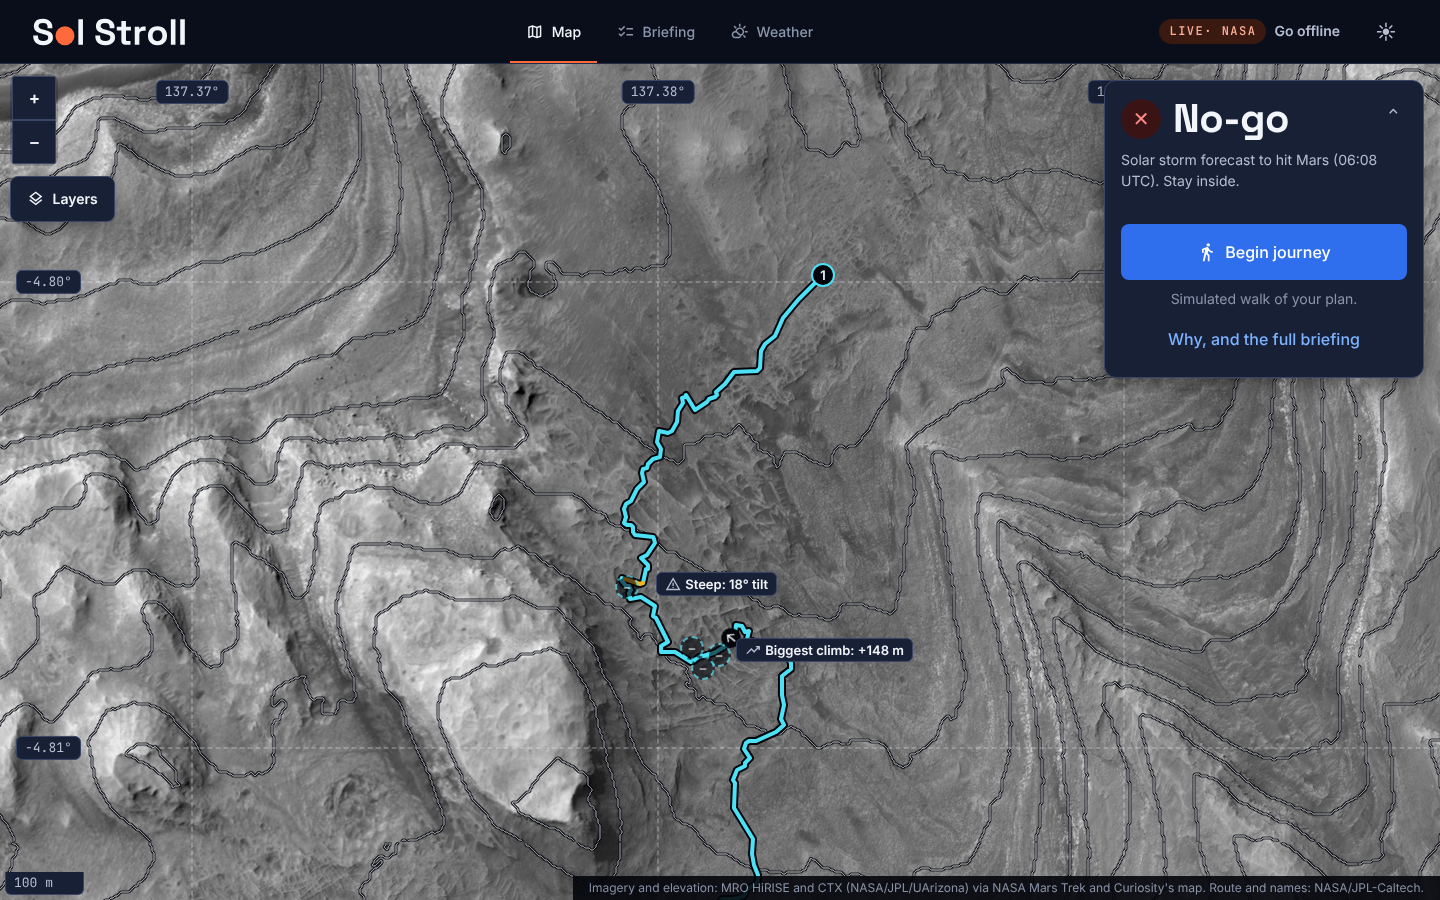 Sol Stroll
Map
Briefing
Weather
LIVE· NASA
Go offline
+
−
Layers
137.37°
137.38°
-4.80°
-4.81°
No-go
Solar storm forecast to hit Mars (06:08
UTC). Stay inside.
Begin journey
Simulated walk of your plan.
Why, and the full briefing
1
Steep: 18° tilt
Biggest climb: +148 m
100 m
Imagery and elevation: MRO HiRISE and CTX (NASA/JPL/UArizona) via NASA Mars Trek and Curiosity's map. Route and names: NASA/JPL-Caltech.